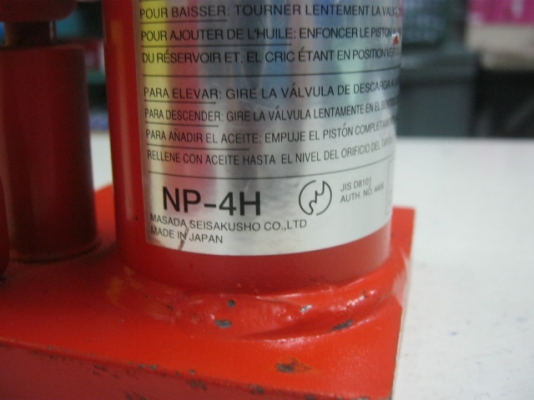 POUR BAISSER: TOURNER LENTEMENT LA
POUR AJOUTER DE L'HUILE: ENFONCER LE PISTON
DU RÉSERVOIR ET, EL CRIC ÉTANT EN POSITION
PARA ELEVAR: GIRE LA VÁLVULA DE DESCARGA
PARA DESCENDER: GIRE LA VÁLVULA LENTAMENTE EN EL
PARA AÑADIR EL ACEITE: EMPUJE EL PISTÓN
RELLENE CON ACEITE HASTA EL NIVEL DEL ORIFICIO DEL
NP-4H
JIS D8101
AUTH. NO.
MASADA SEISAKUSHO CO.,LTD
MADE IN JAPAN